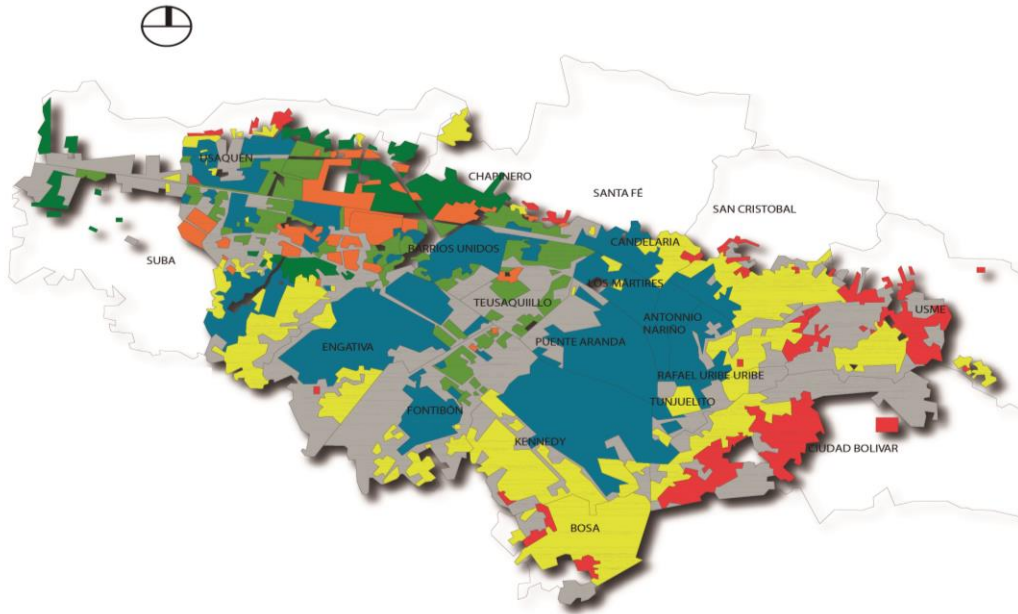 USAQUEN
CHAPINERO
SANTA FÉ
SAN CRISTOBAL
BARRIOS UNIDOS
CANDELARIA
SUBA
LOS MARTIRES
TEUSAQUILLO
USME
ANTONNIO
NARIÑO
ENGATIVA
PUENTE ARANDA
RAFAEL URIBE URIBE
TUNJUELITO
FONTIBÓN
KENNEDY
CIUDAD BOLIVAR
BOSA